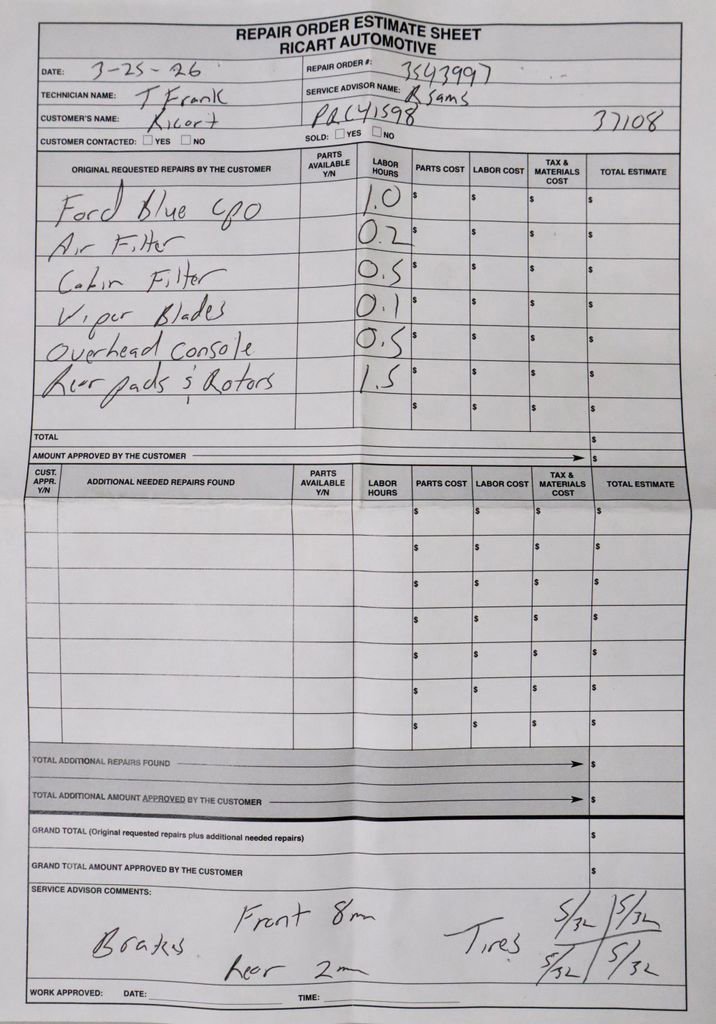 REPAIR ORDER ESTIMATE SHEET
RICART AUTOMOTIVE
DATE: 3-25-26 REPAIR ORDER #: 3543997
TECHNICIAN NAME: T Frank SERVICE ADVISOR NAME: R Sams
CUSTOMER'S NAME: Ricart PRC41598 37108
CUSTOMER CONTACTED: YES NO SOLD: YES NO
ORIGINAL REQUESTED REPAIRS BY THE CUSTOMER PARTS AVAILABLE Y/N LABOR HOURS PARTS COST LABOR COST TAX & MATERIALS COST TOTAL ESTIMATE
Ford Blue CPO 1.0 $ $ $ $
Air Filter 0.2 $ $ $ $
Cabin Filter 0.5 $ $ $ $
Wiper Blades 0.1 $ $ $ $
Overhead Console 0.5 $ $ $ $
Rear pads & Rotors 1.5 $ $ $ $
$ $ $ $
TOTAL $
AMOUNT APPROVED BY THE CUSTOMER $
CUST. APPR. Y/N ADDITIONAL NEEDED REPAIRS FOUND PARTS AVAILABLE Y/N LABOR HOURS PARTS COST LABOR COST TAX & MATERIALS COST TOTAL ESTIMATE
$ $ $ $
$ $ $ $
$ $ $ $
$ $ $ $
$ $ $ $
$ $ $ $
$ $ $ $
TOTAL ADDITIONAL REPAIRS FOUND $
TOTAL ADDITIONAL AMOUNT APPROVED BY THE CUSTOMER $
GRAND TOTAL (Original requested repairs plus additional needed repairs) $
GRAND TOTAL AMOUNT APPROVED BY THE CUSTOMER $
SERVICE ADVISOR COMMENTS:
Front 8mm 5/32 5/32
Brakes Tires
Rear 2mm 5/32 5/32
WORK APPROVED: DATE: TIME: